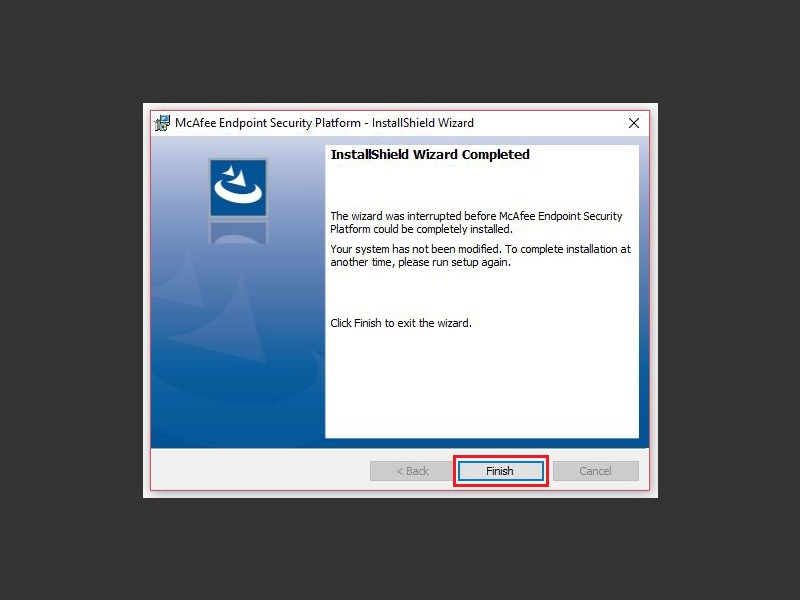 McAfee Endpoint Security Platform - InstallShield Wizard
InstallShield Wizard Completed
The wizard was interrupted before McAfee Endpoint Security
Platform could be completely installed.
Your system has not been modified. To complete installation at
another time, please run setup again.
Click Finish to exit the wizard.
< Back
Finish
Cancel